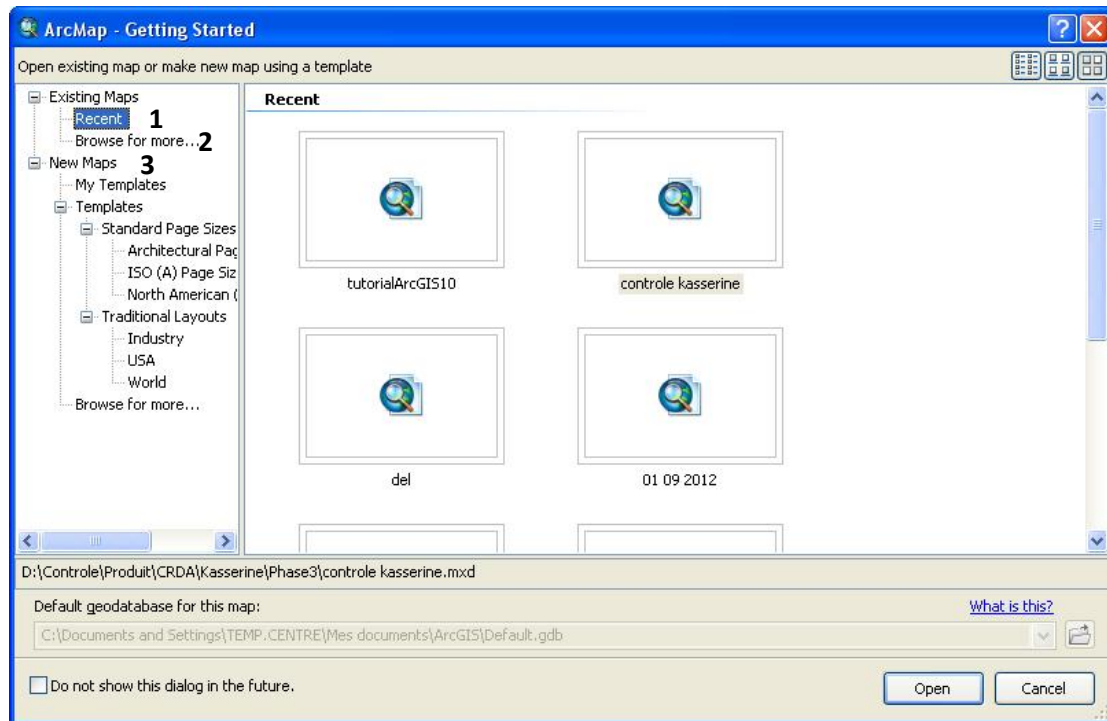 ArcMap - Getting Started
Open existing map or make new map using a template
Existing Maps
Recent 1
Browse for more... 2
New Maps 3
My Templates
Templates
Standard Page Sizes
Architectural Pag
ISO (A) Page Siz
North American (
Traditional Layouts
Industry
USA
World
Browse for more...
Recent
tutorialArcGIS10
controle kasserine
del
01 09 2012
D:\Controle\Produit\CRDA\Kasserine\Phase3\controle kasserine.mxd
Default geodatabase for this map:
What is this?
C:\Documents and Settings\TEMP.CENTRE\Mes documents\ArcGIS\Default.gdb
Do not show this dialog in the future.
Open
Cancel